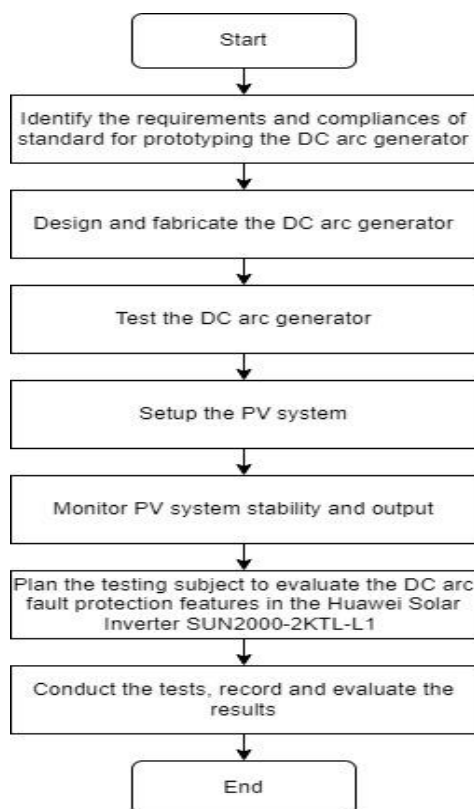 Start
Identify the requirements and compliances of
standard for prototyping the DC arc generator
Design and fabricate the DC arc generator
Test the DC arc generator
Setup the PV system
Monitor PV system stability and output
Plan the testing subject to evaluate the DC arc
fault protection features in the Huawei Solar
Inverter SUN2000-2KTL-L1
Conduct the tests, record and evaluate the
results
End